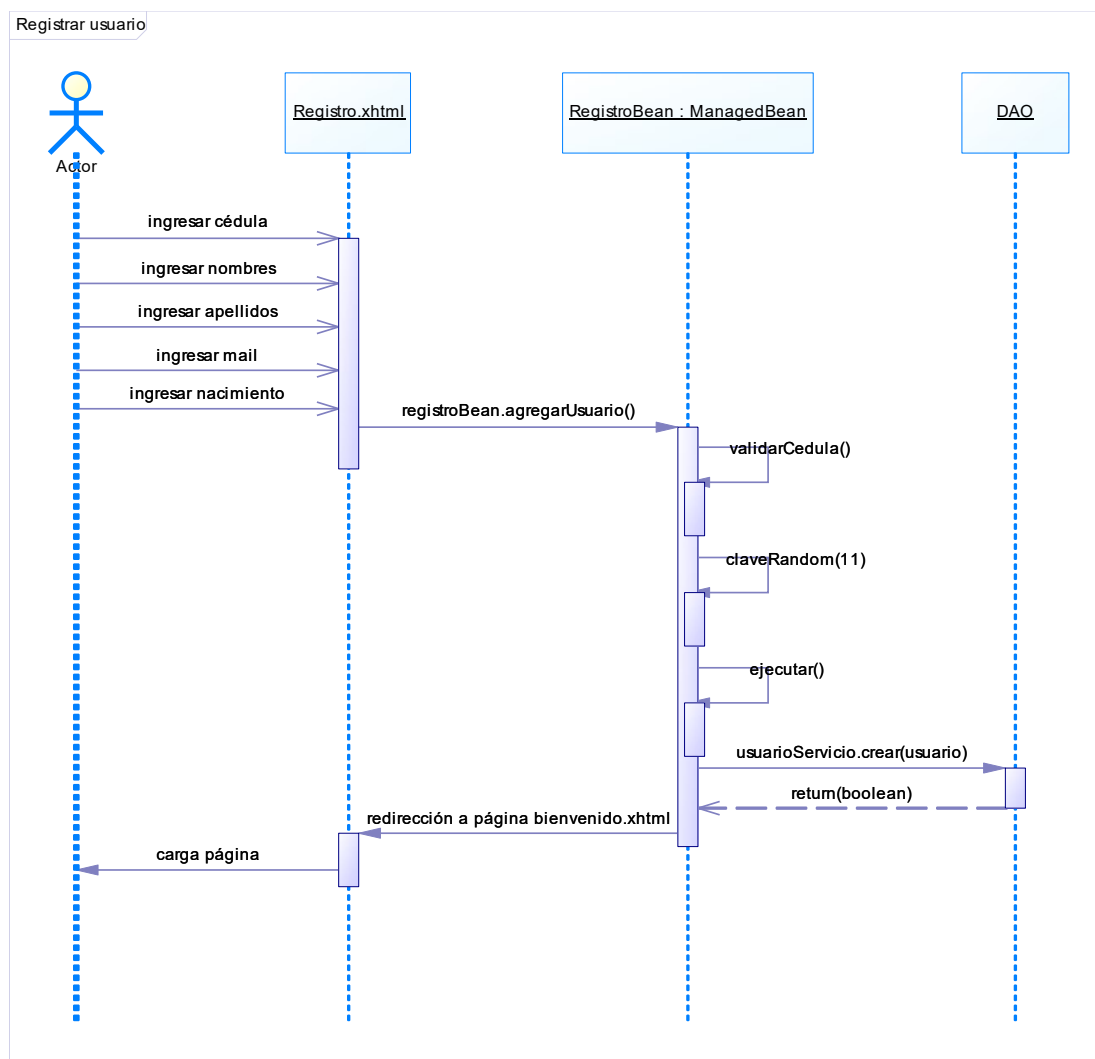 Registrar usuario
Registro.xhtml
RegistroBean : ManagedBean
DAO
Actor
ingresar cédula
ingresar nombres
ingresar apellidos
ingresar mail
ingresar nacimiento
registroBean.agregarUsuario()
validarCedula()
claveRandom(11)
ejecutar()
usuarioServicio.crear(usuario)
return(boolean)
redirección a página bienvenido.xhtml
carga página